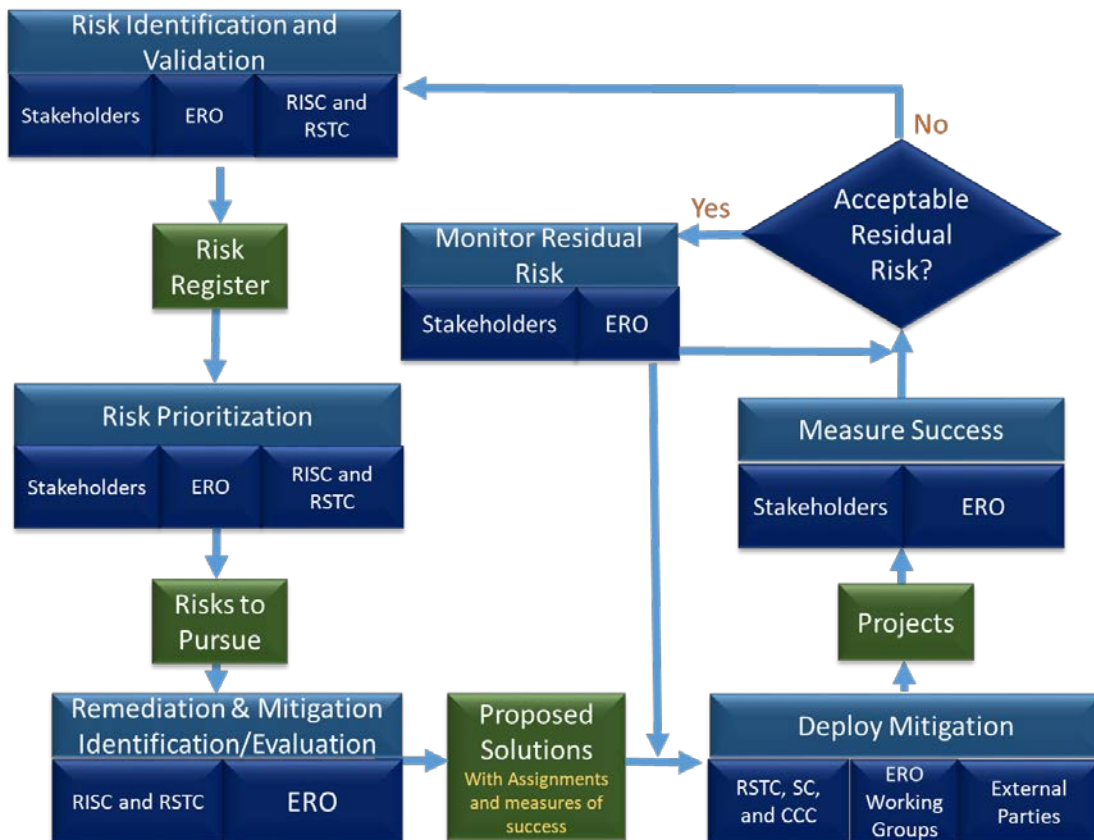 Risk Identification and
Validation
Stakeholders
ERO
RISC and
RSTC
Risk
Register
Risk Prioritization
Stakeholders
ERO
RISC and
RSTC
Risks to
Pursue
Remediation & Mitigation
Identification/Evaluation
RISC and RSTC
ERO
Proposed
Solutions
With Assignments
and measures of
success
Deploy Mitigation
RSTC, SC,
and CCC
ERO
Working
Groups
External
Parties
Projects
Measure Success
Stakeholders
ERO
Acceptable
Residual
Risk?
No
Yes
Monitor Residual
Risk
Stakeholders
ERO